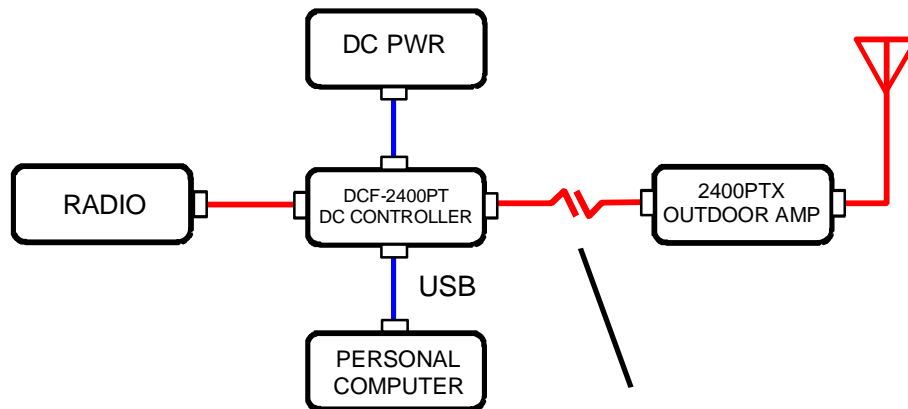 DC PWR
RADIO
DCF-2400PT
DC CONTROLLER
2400PTX
OUTDOOR AMP
USB
PERSONAL
COMPUTER